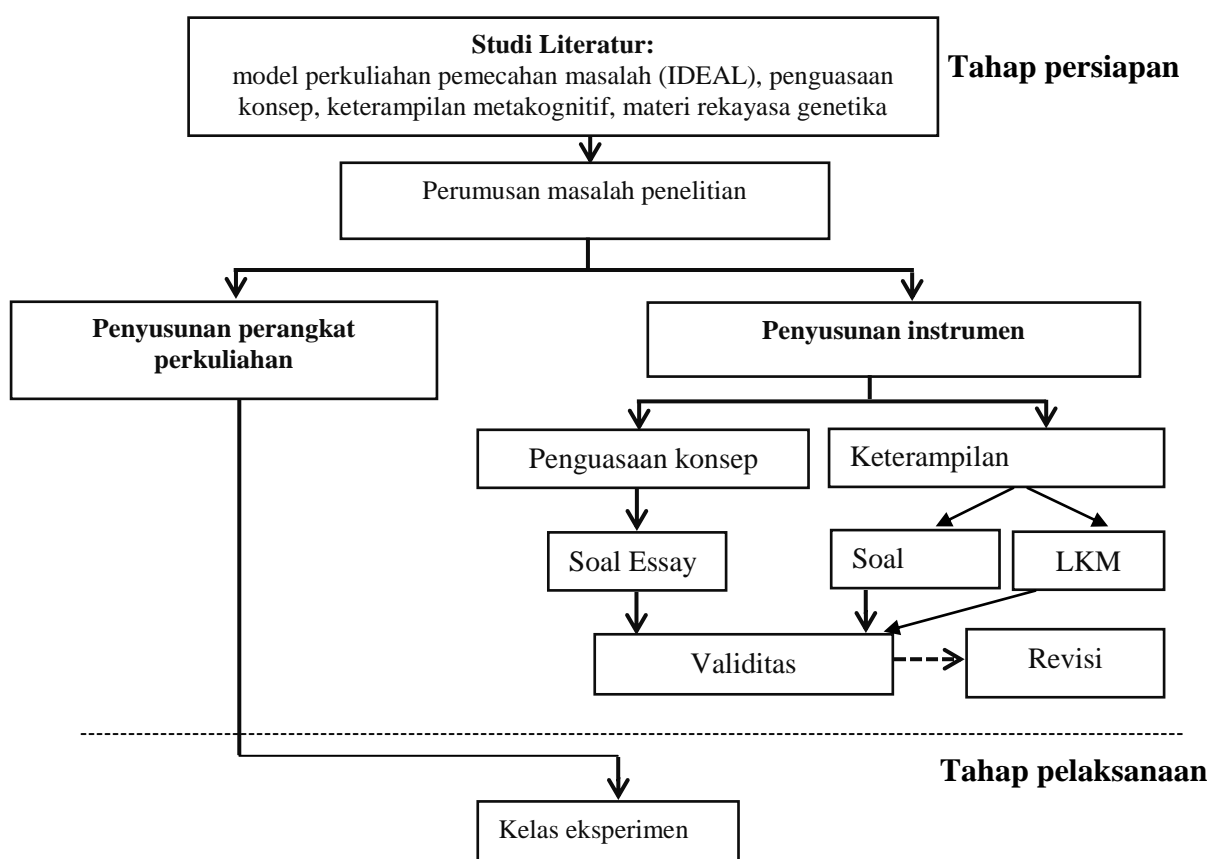 Studi Literatur:
model perkuliahan pemecahan masalah (IDEAL), penguasaan
konsep, keterampilan metakognitif, materi rekayasa genetika
Tahap persiapan
Perumusan masalah penelitian
Penyusunan perangkat
perkuliahan
Penyusunan instrumen
Penguasaan konsep
Keterampilan
Soal Essay
Soal
LKM
Validitas
Revisi
Tahap pelaksanaan
Kelas eksperimen